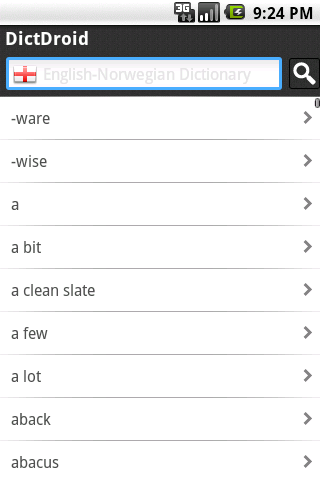 3G 9:24 PM
DictDroid
English-Norwegian Dictionary
-ware
-wise
a
a bit
a clean slate
a few
a lot
aback
abacus